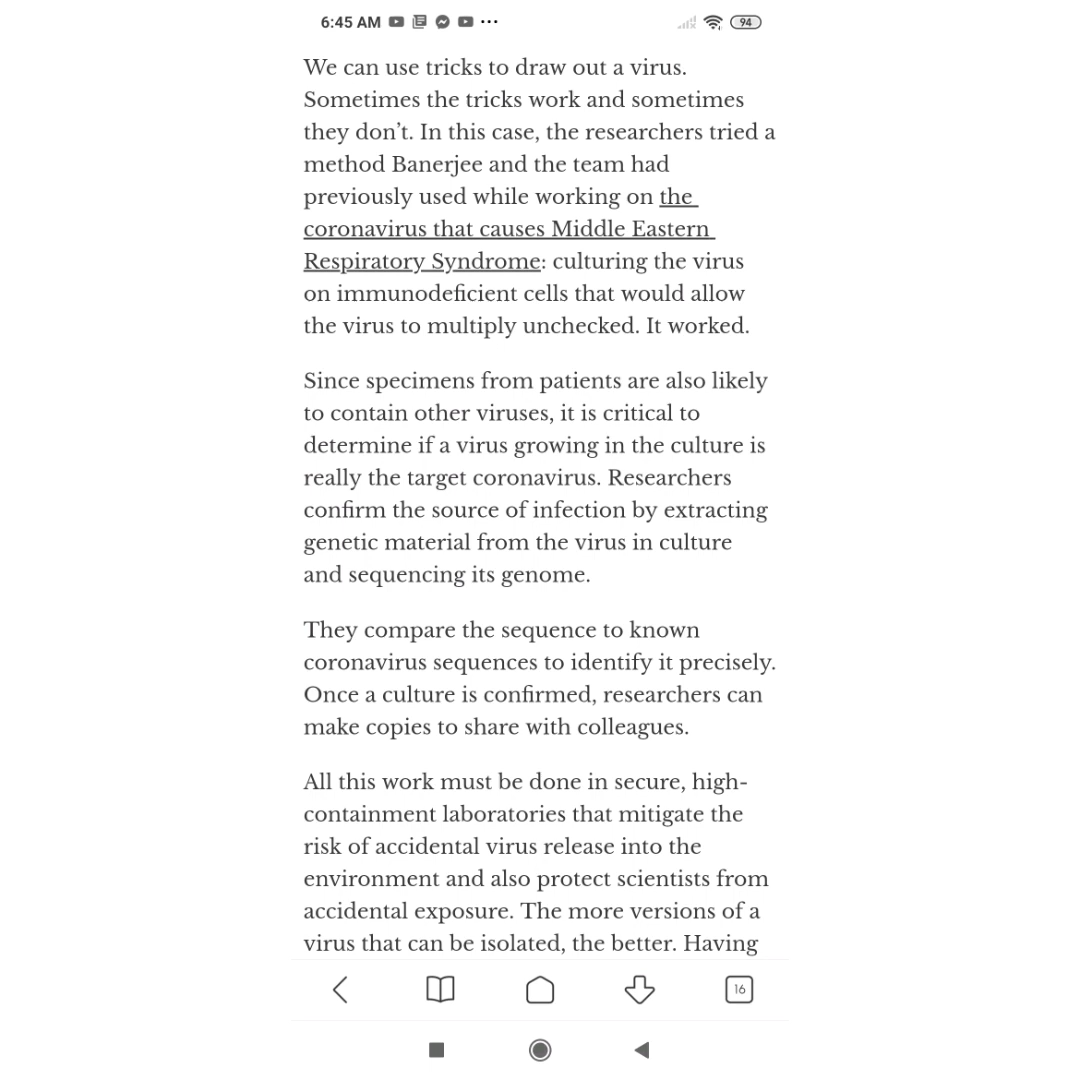 6:45 AM
94
We can use tricks to draw out a virus.
Sometimes the tricks work and sometimes
they don’t. In this case, the researchers tried a
method Banerjee and the team had
previously used while working on the
coronavirus that causes Middle Eastern
Respiratory Syndrome: culturing the virus
on immunodeficient cells that would allow
the virus to multiply unchecked. It worked.
Since specimens from patients are also likely
to contain other viruses, it is critical to
determine if a virus growing in the culture is
really the target coronavirus. Researchers
confirm the source of infection by extracting
genetic material from the virus in culture
and sequencing its genome.
They compare the sequence to known
coronavirus sequences to identify it precisely.
Once a culture is confirmed, researchers can
make copies to share with colleagues.
All this work must be done in secure, high-
containment laboratories that mitigate the
risk of accidental virus release into the
environment and also protect scientists from
accidental exposure. The more versions of a
virus that can be isolated, the better. Having
16